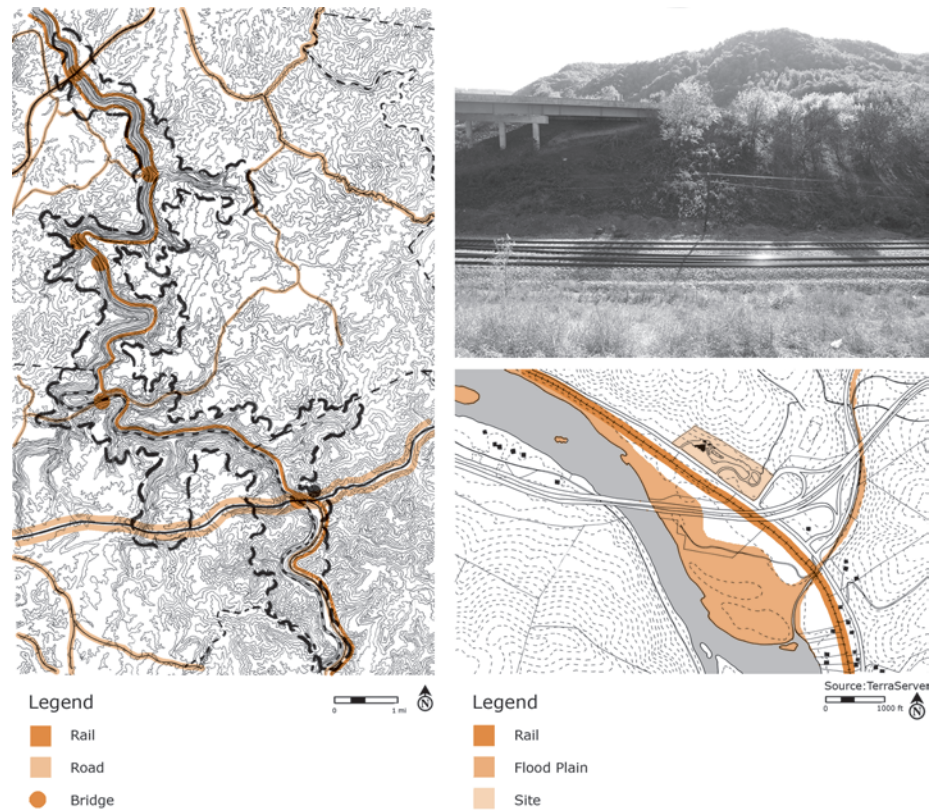 Source:TerraServer
Legend
0 1 mi
N
Rail
Road
Bridge
Legend
0 1000 ft
N
Rail
Flood Plain
Site